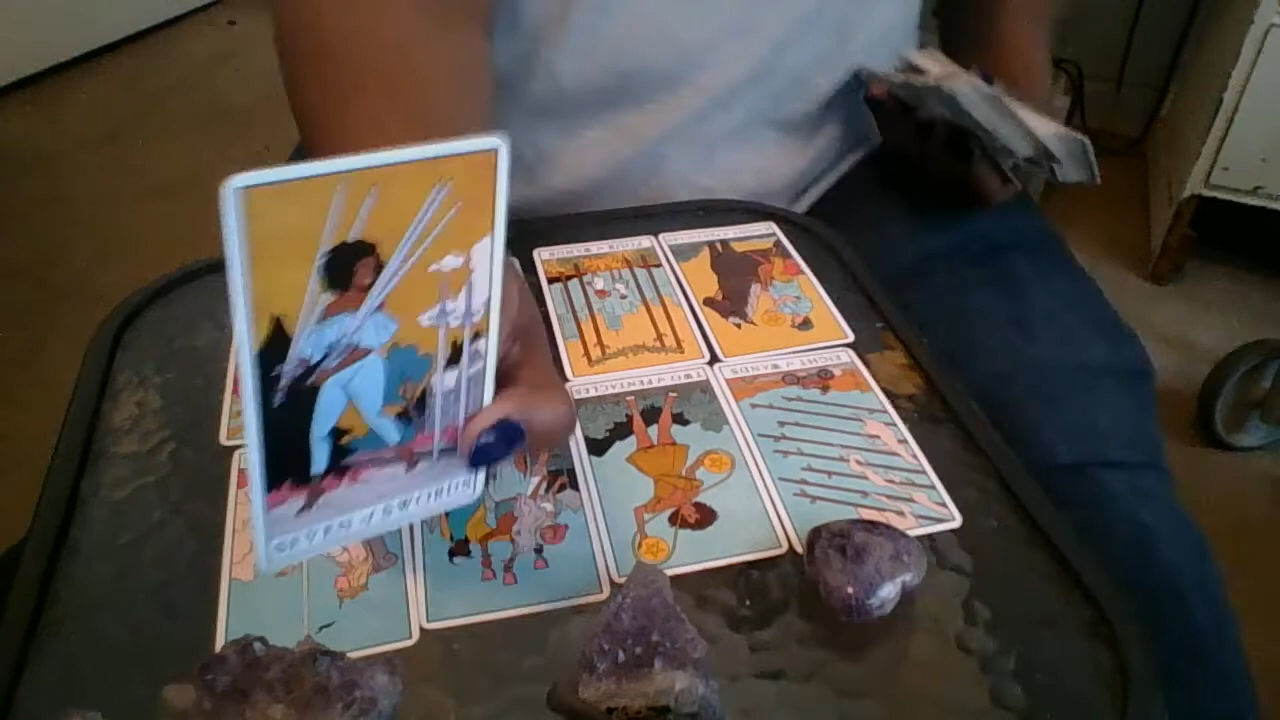 FOUR of WANDS
TWO of PENTACLES
EIGHT of WANDS
SEVEN of SWORDS